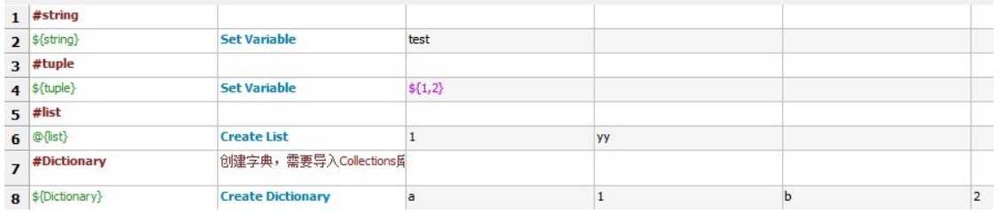 1 #string
2 ${string} Set Variable test
3 #tuple
4 ${tuple} Set Variable ${1,2}
5 #list
6 @{list} Create List 1 yy
7 #Dictionary 创建字典，需要导入Collections库
8 ${Dictionary} Create Dictionary a 1 b 2